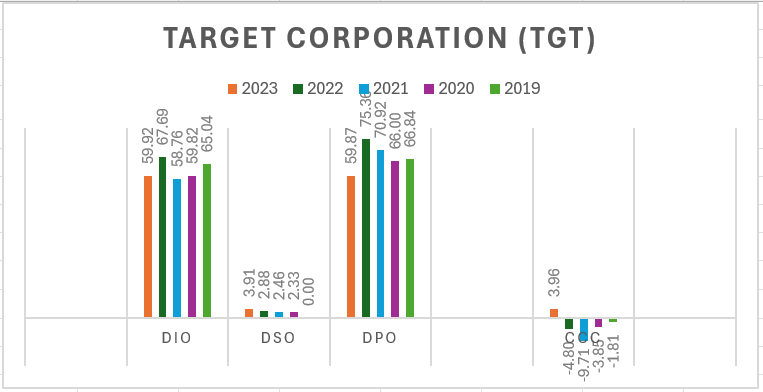 TARGET CORPORATION (TGT)
2023 2022 2021 2020 2019
59.92 67.69 58.76 59.82 65.04
3.91 2.88 2.46 2.33 0.00
59.87 75.36 70.92 66.00 66.84
3.96 -4.80 -9.71 -3.85 -1.81
DIO DSO DPO CCC